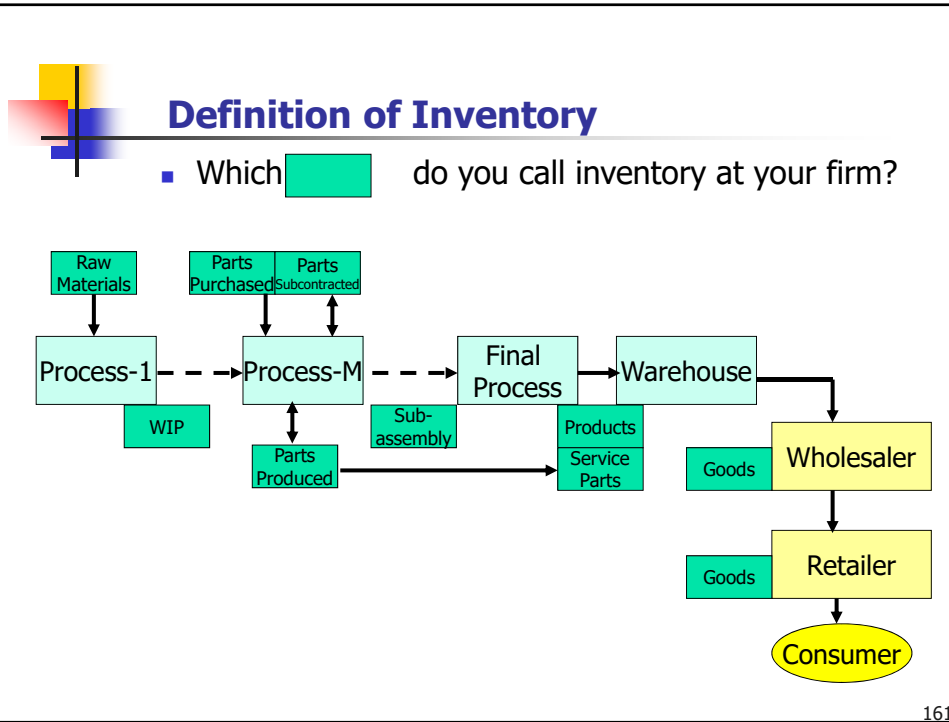 Definition of Inventory
Which do you call inventory at your firm?
Raw
Materials
Parts
Purchased
Parts
Subcontracted
Process-1
Process-M
Final
Process
Warehouse
WIP
Sub-
assembly
Products
Parts
Produced
Service
Parts
Goods
Wholesaler
Goods
Retailer
Consumer
161